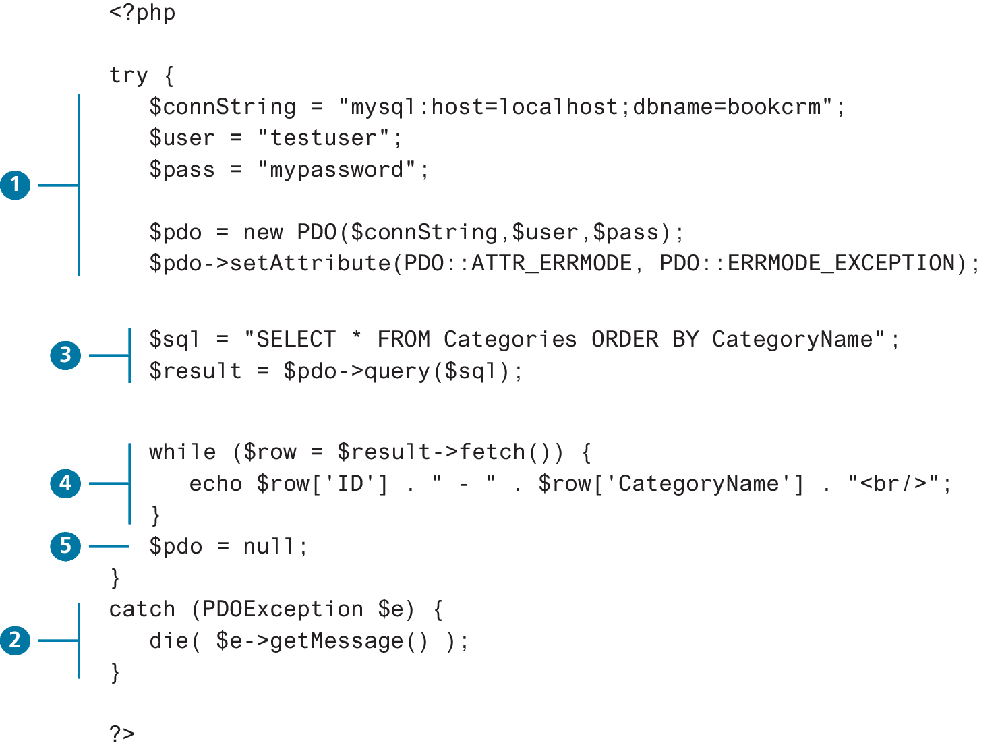 <?php
try {
1
$connString = "mysql:host=localhost;dbname=bookcrm";
$user = "testuser";
$pass = "mypassword";
$pdo = new PDO($connString,$user,$pass);
$pdo->setAttribute(PDO::ATTR_ERRMODE, PDO::ERRMODE_EXCEPTION);
3
$sql = "SELECT * FROM Categories ORDER BY CategoryName";
$result = $pdo->query($sql);
4
while ($row = $result->fetch()) {
echo $row['ID'] . " - " . $row['CategoryName'] . "<br/>";
}
5
$pdo = null;
}
2
catch (PDOException $e) {
die( $e->getMessage() );
}
?>